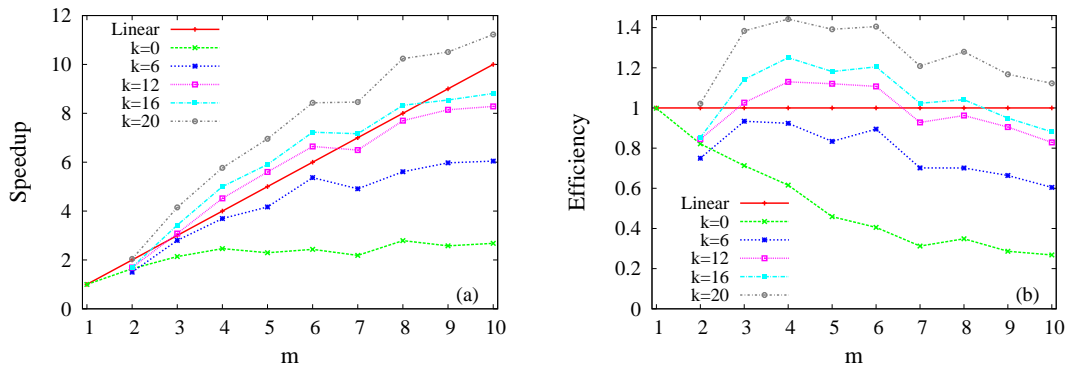 12
10
8
6
4
2
0
Speedup
Linear
k=0
k=6
k=12
k=16
k=20
(a)
1 2 3 4 5 6 7 8 9 10
m
1.4
1.2
1
0.8
0.6
0.4
0.2
0
Efficiency
Linear
k=0
k=6
k=12
k=16
k=20
(b)
1 2 3 4 5 6 7 8 9 10
m